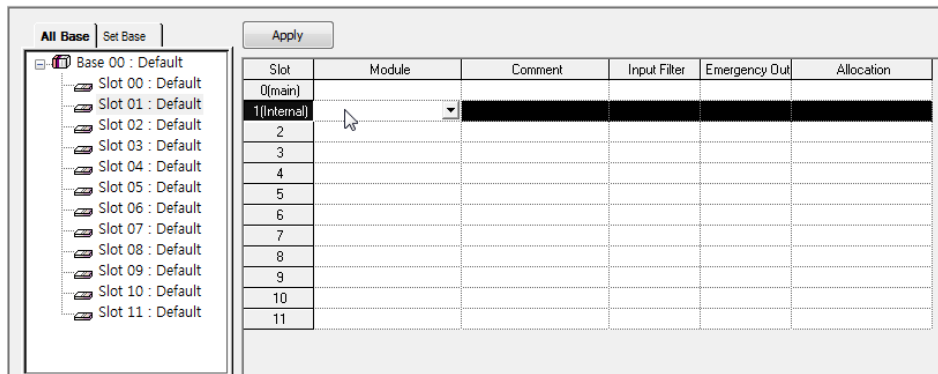 All Base Set Base
Base 00 : Default
Slot 00 : Default
Slot 01 : Default
Slot 02 : Default
Slot 03 : Default
Slot 04 : Default
Slot 05 : Default
Slot 06 : Default
Slot 07 : Default
Slot 08 : Default
Slot 09 : Default
Slot 10 : Default
Slot 11 : Default
Apply
Slot Module Comment Input Filter Emergency Out Allocation
0(main)
1(Internal)
2
3
4
5
6
7
8
9
10
11